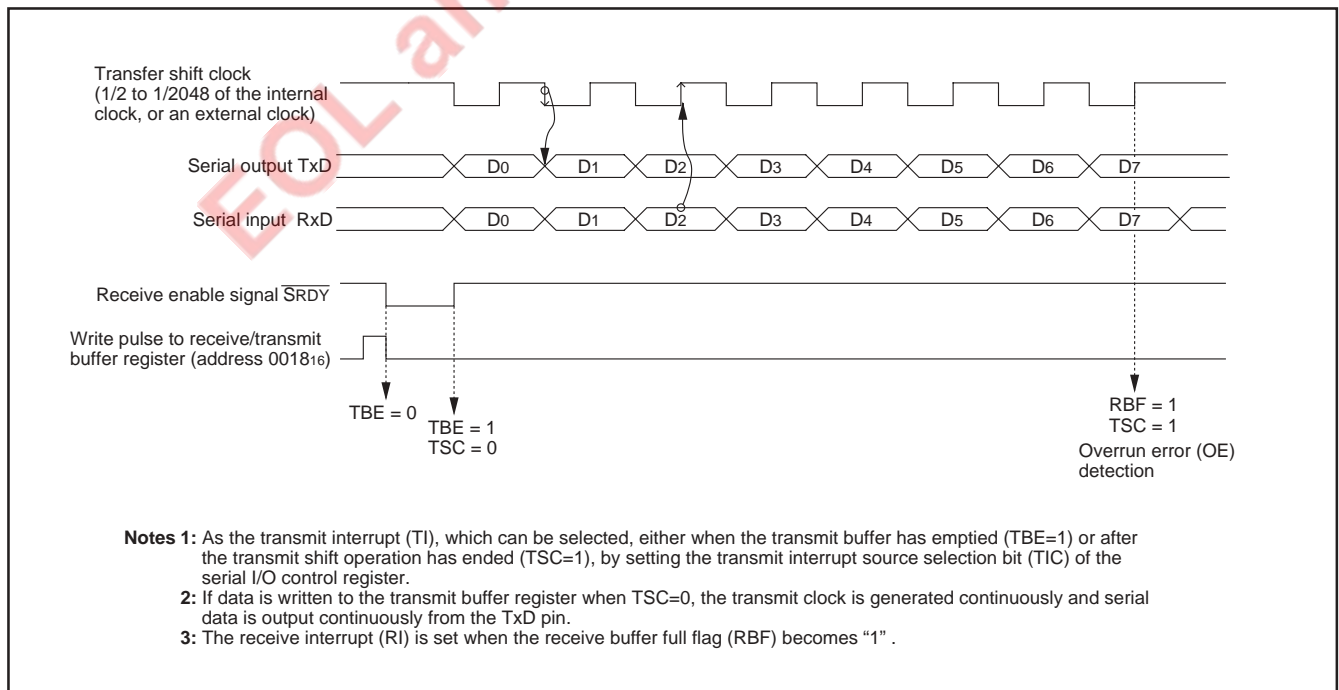 EOL an
Transfer shift clock
(1/2 to 1/2048 of the internal
clock, or an external clock)
Serial output TxD D0 D1 D2 D3 D4 D5 D6 D7
Serial input RxD D0 D1 D2 D3 D4 D5 D6 D7
Receive enable signal SRDY
Write pulse to receive/transmit
buffer register (address 001816)
TBE = 0
TBE = 1
TSC = 0
RBF = 1
TSC = 1
Overrun error (OE)
detection
Notes 1: As the transmit interrupt (TI), which can be selected, either when the transmit buffer has emptied (TBE=1) or after
the transmit shift operation has ended (TSC=1), by setting the transmit interrupt source selection bit (TIC) of the
serial I/O control register.
2: If data is written to the transmit buffer register when TSC=0, the transmit clock is generated continuously and serial
data is output continuously from the TxD pin.
3: The receive interrupt (RI) is set when the receive buffer full flag (RBF) becomes “1” .